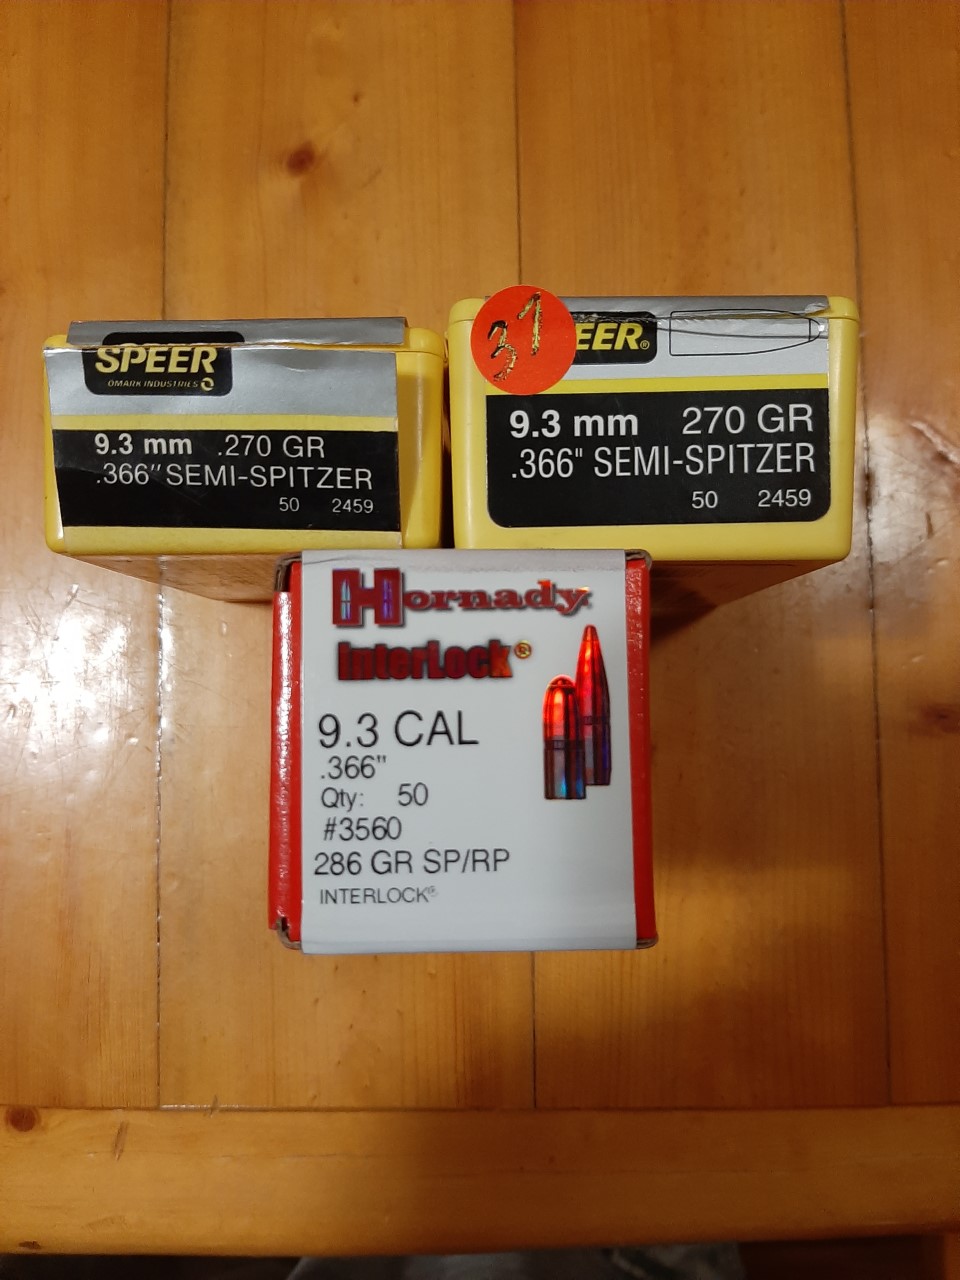 SPEER
OMARK INDUSTRIES
9.3 mm .270 GR
.366" SEMI-SPITZER
50 2459
31
EER®
9.3 mm 270 GR
.366" SEMI-SPITZER
50 2459
Hornady
InterLock®
9.3 CAL
.366"
Qty: 50
#3560
286 GR SP/RP
INTERLOCK®